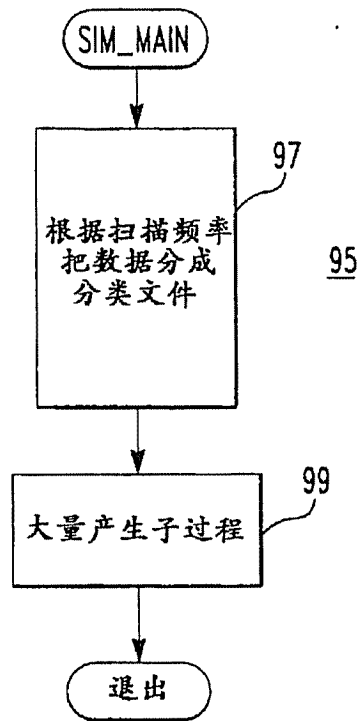 SIM_MAIN
97
根据扫描频率
把数据分成
分类文件
95
99
大量产生子过程
退出